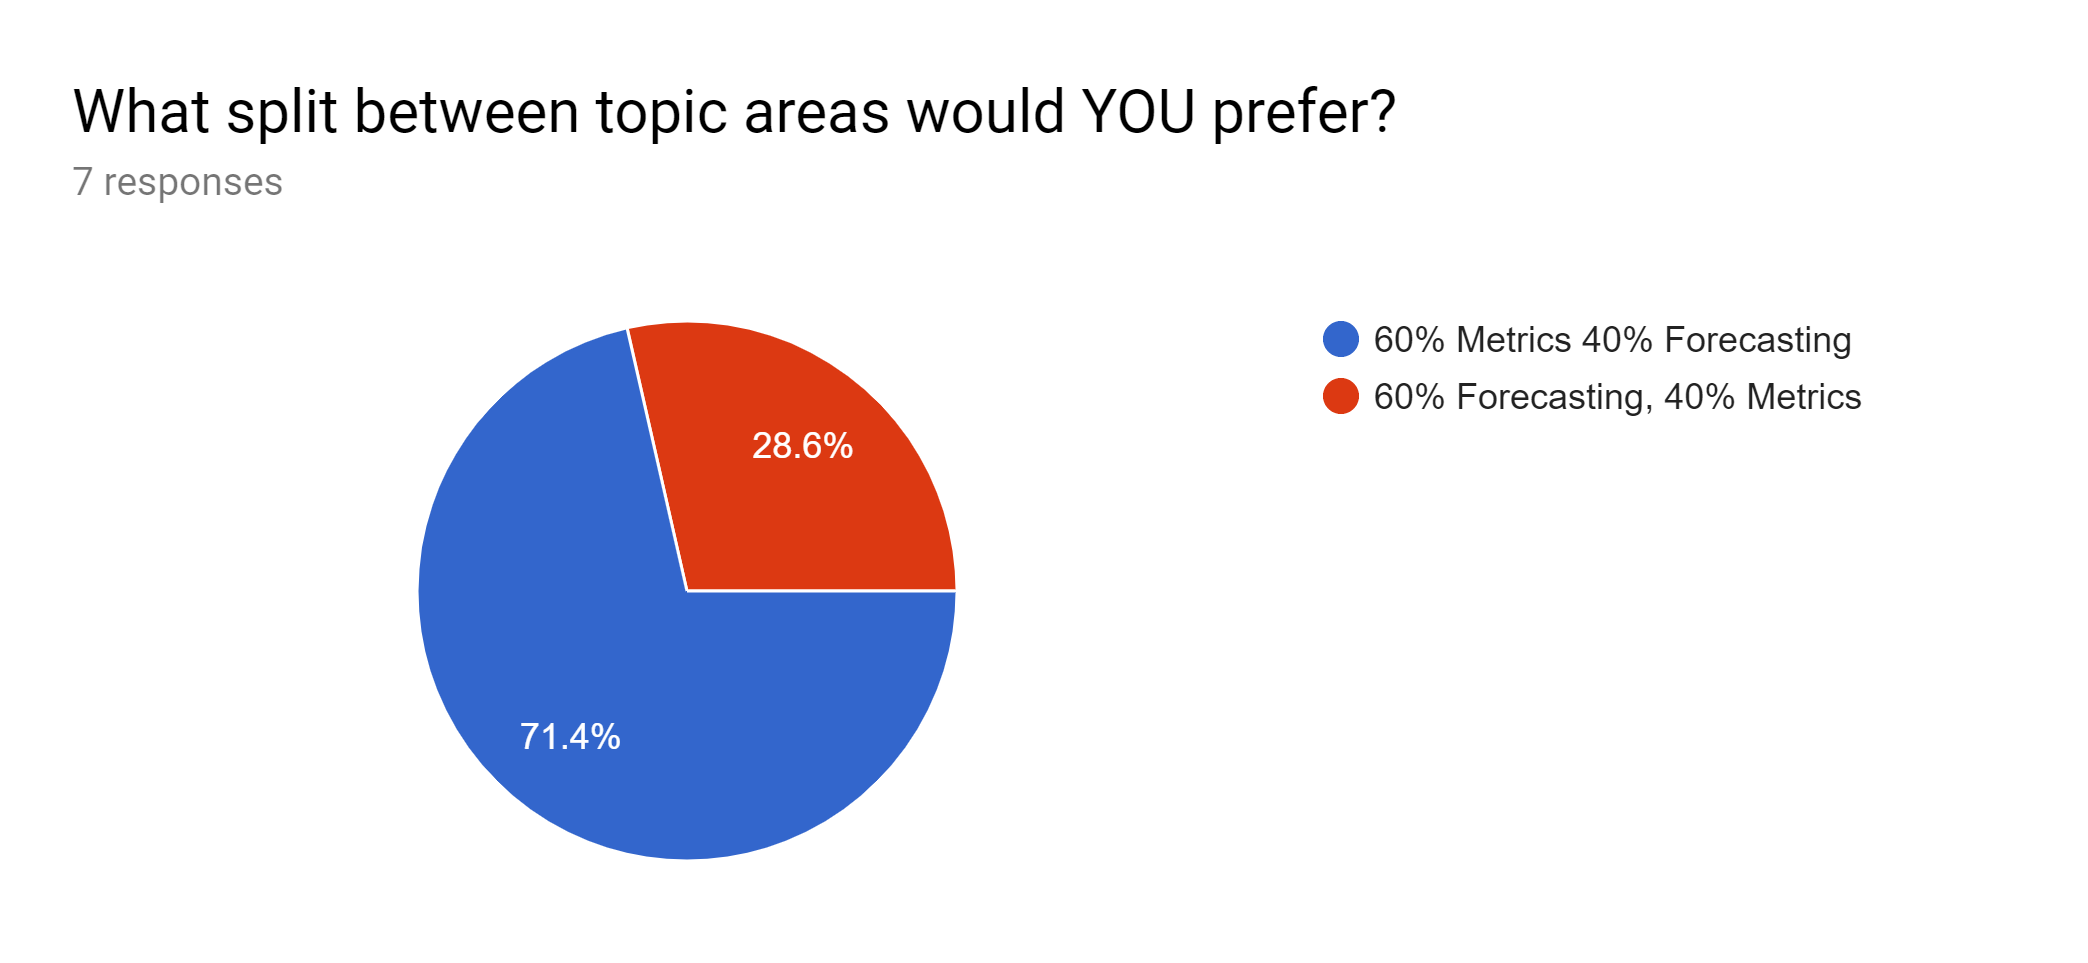 What split between topic areas would YOU prefer?
7 responses
60% Metrics 40% Forecasting
60% Forecasting, 40% Metrics
28.6%
71.4%